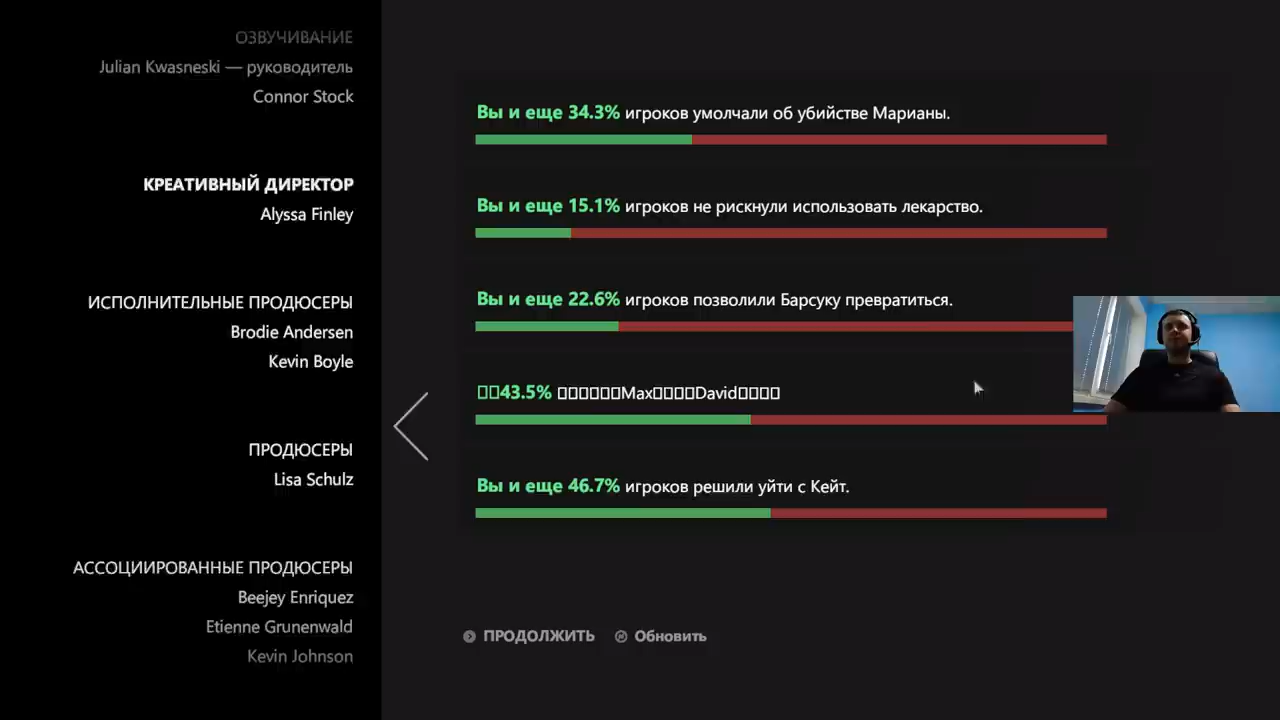 ОЗВУЧИВАНИЕ
Julian Kwasneski — руководитель
Connor Stock
КРЕАТИВНЫЙ ДИРЕКТОР
Alyssa Finley
ИСПОЛНИТЕЛЬНЫЕ ПРОДЮСЕРЫ
Brodie Andersen
Kevin Boyle
ПРОДЮСЕРЫ
Lisa Schulz
АССОЦИИРОВАННЫЕ ПРОДЮСЕРЫ
Beejey Enriquez
Etienne Grunenwald
Kevin Johnson
Вы и еще 34.3% игроков умолчали об убийстве Марианы.
Вы и еще 15.1% игроков не рискнули использовать лекарство.
Вы и еще 22.6% игроков позволили Барсуку превратиться.
43.5% Max David
Вы и еще 46.7% игроков решили уйти с Кейт.
ПРОДОЛЖИТЬ Обновить